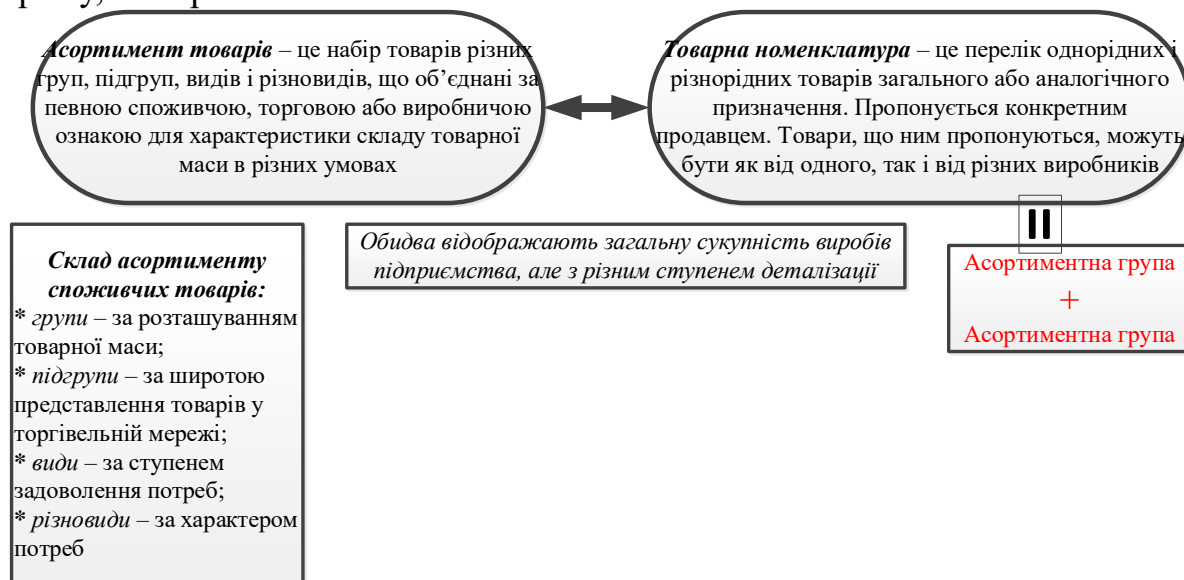 Асортимент товарів – це набір товарів різних
груп, підгруп, видів і різновидів, що об’єднані за
певною споживчою, торговою або виробничою
ознакою для характеристики складу товарної
маси в різних умовах
Товарна номенклатура – це перелік однорідних і
різнорідних товарів загального або аналогічного
призначення. Пропонується конкретним
продавцем. Товари, що ним пропонуються, можуть
бути як від одного, так і від різних виробників
=
Склад асортименту
споживчих товарів:
* групи – за розташуванням
товарної маси;
* підгрупи – за широтою
представлення товарів у
торгівельній мережі;
* види – за ступенем
задоволення потреб;
* різновиди – за характером
потреб
Обидва відображають загальну сукупність виробів
підприємства, але з різним ступенем деталізації
Асортиментна група
+
Асортиментна група